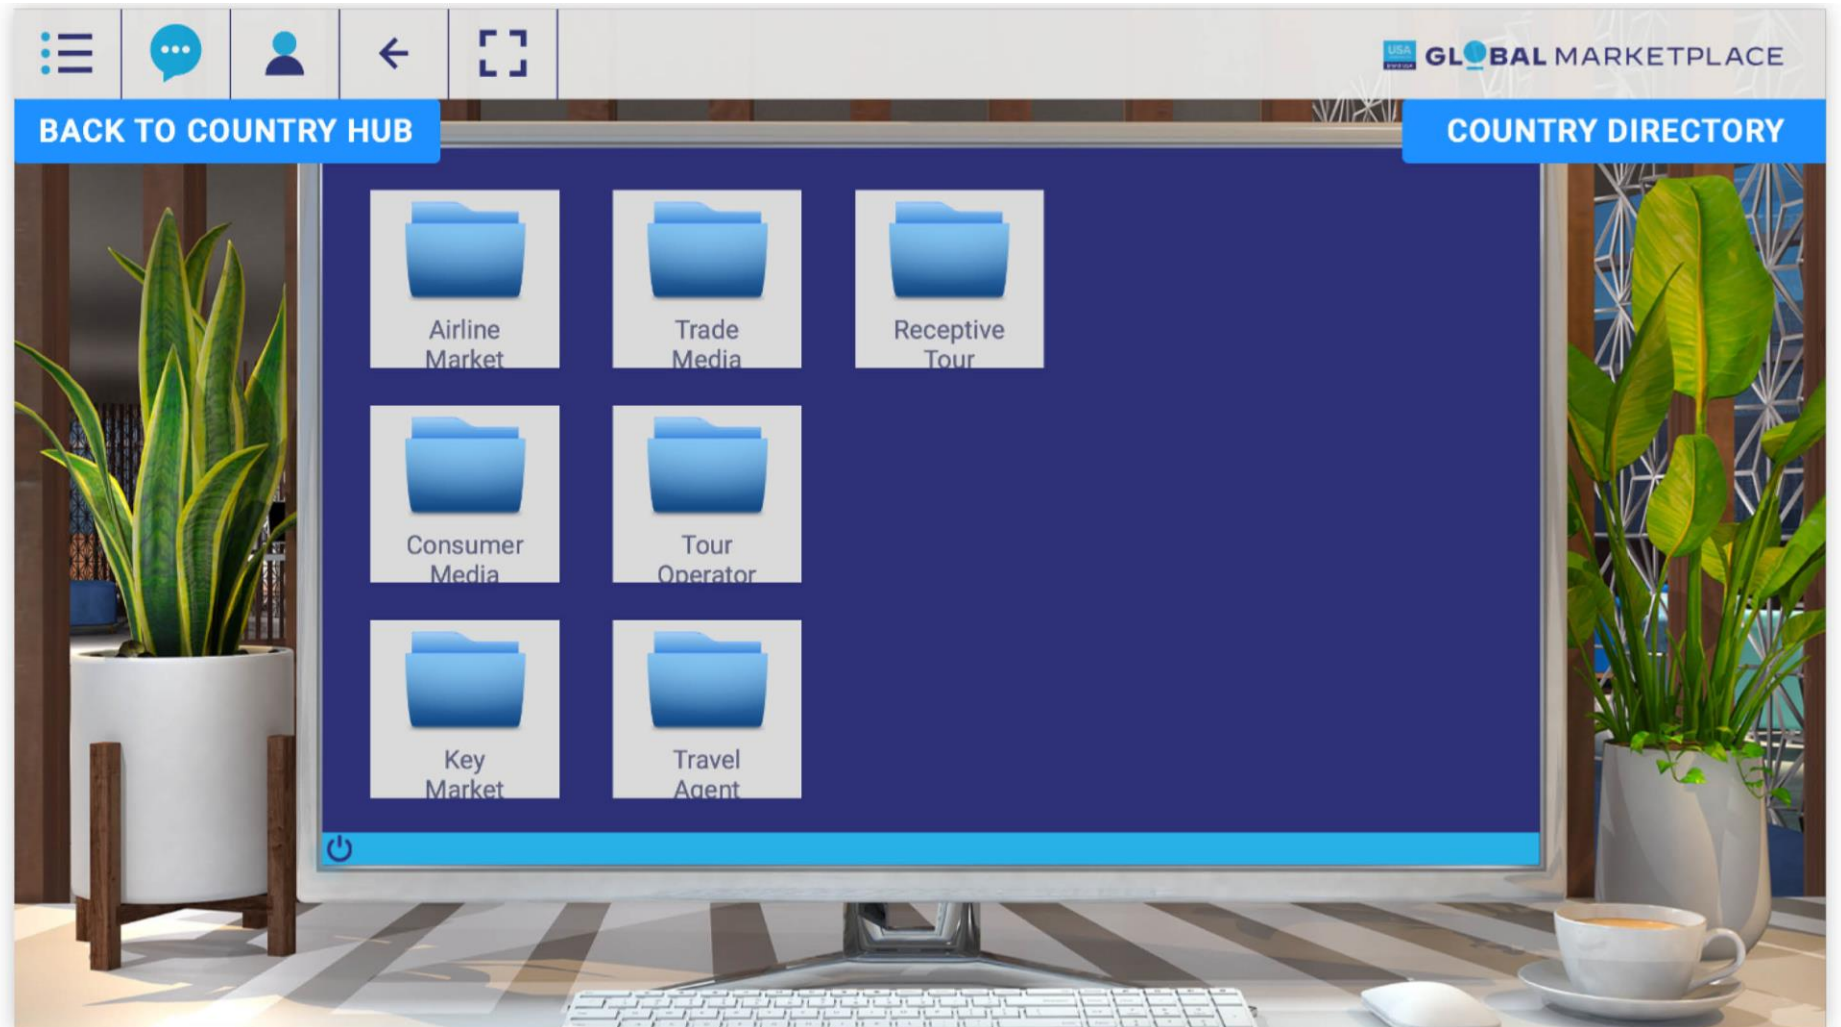 USA
GLOBAL MARKETPLACE
BACK TO COUNTRY HUB
COUNTRY DIRECTORY
Airline
Market
Trade
Media
Receptive
Tour
Consumer
Media
Tour
Operator
Key
Market
Travel
Agent